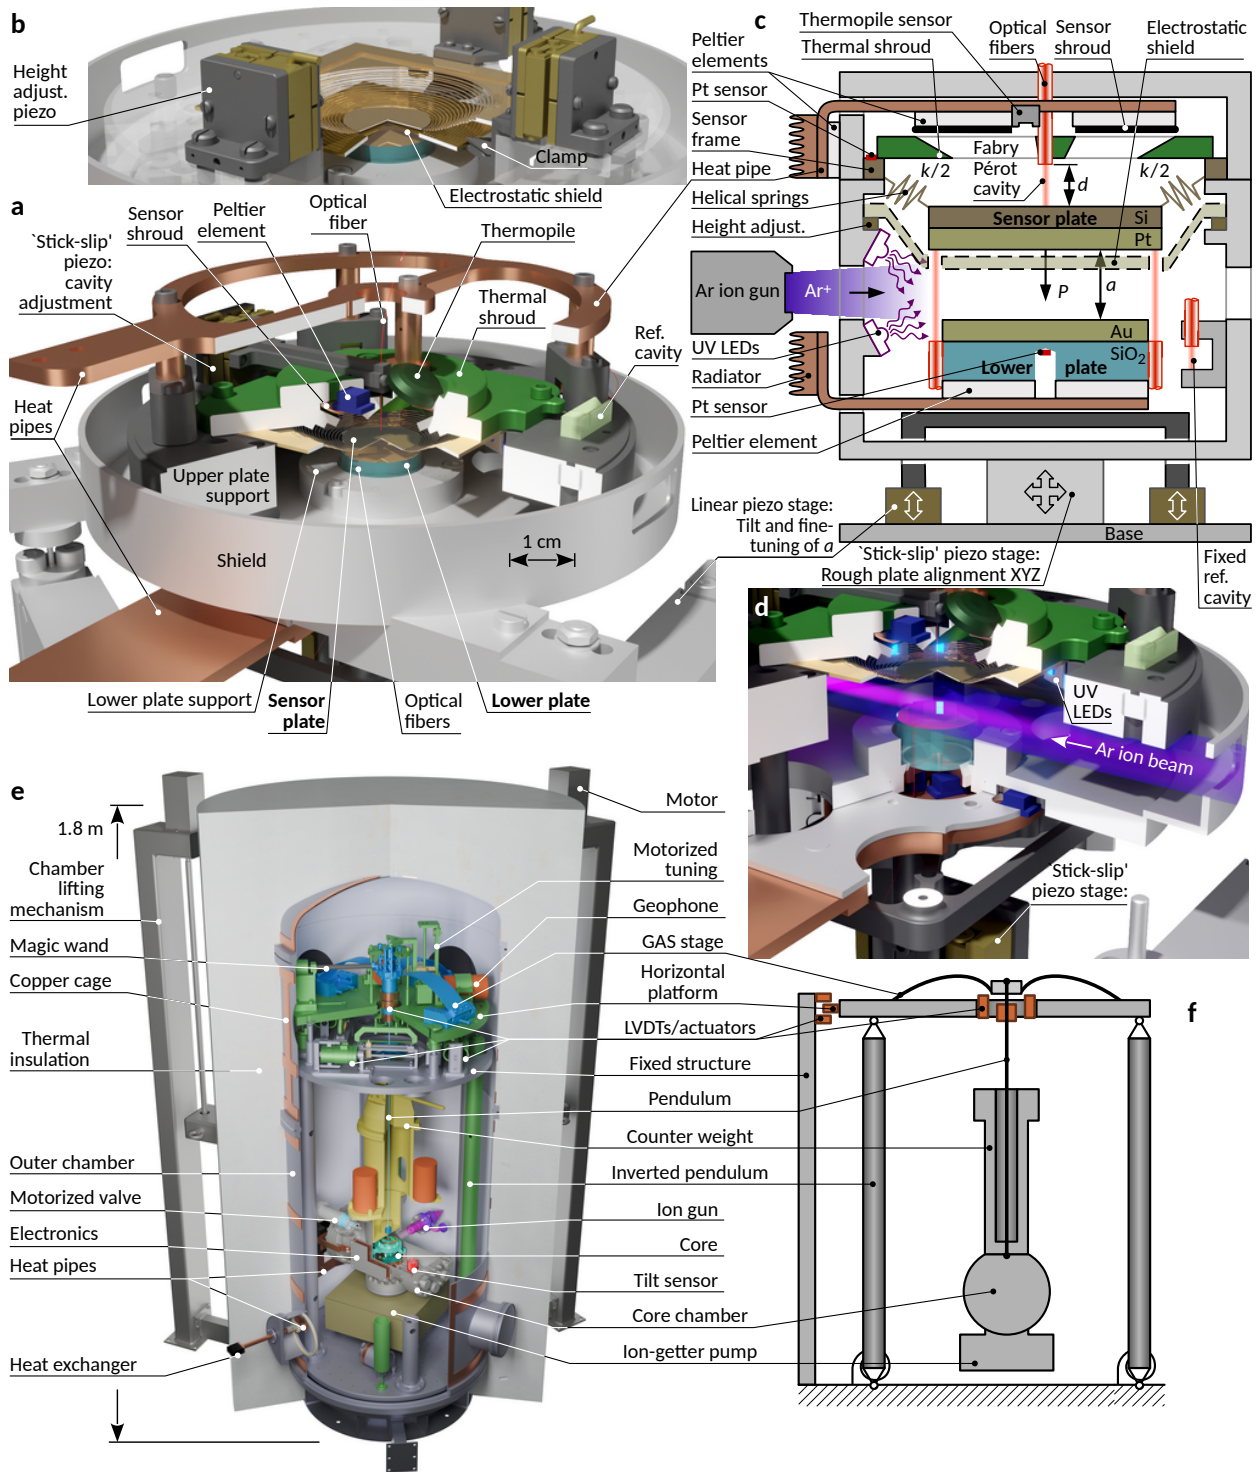 b
Height
adjust.
piezo
Clamp
Electrostatic shield
a
Sensor
shroud
Peltier
element
Optical
fiber
Thermopile
`Stick-slip'
piezo:
cavity
adjustment
Thermal
shroud
Ref.
cavity
Heat
pipes
Upper plate
support
Shield
1 cm
Lower plate support
Sensor
plate
Optical
fibers
Lower plate
c
Thermopile sensor
Thermal shroud
Optical
fibers
Sensor
shroud
Electrostatic
shield
Peltier
elements
Pt sensor
Sensor
frame
Heat pipe
Helical springs
Height adjust.
Fabry
Pérot
cavity
k/2
k/2
d
Sensor plate
Si
Pt
Ar ion gun
Ar+
P
a
UV LEDs
Radiator
Pt sensor
Peltier element
Au
SiO2
Lower plate
Linear piezo stage:
Tilt and fine-
tuning of a
Base
`Stick-slip' piezo stage:
Rough plate alignment XYZ
Fixed
ref.
cavity
d
UV
LEDs
Ar ion beam
`Stick-slip'
piezo stage:
e
1.8 m
Chamber
lifting
mechanism
Magic wand
Copper cage
Thermal
insulation
Outer chamber
Motorized valve
Electronics
Heat pipes
Heat exchanger
Motor
Motorized
tuning
Geophone
GAS stage
Horizontal
platform
LVDTs/actuators
Fixed structure
Pendulum
Counter weight
Inverted pendulum
Ion gun
Core
Tilt sensor
Core chamber
Ion-getter pump
f